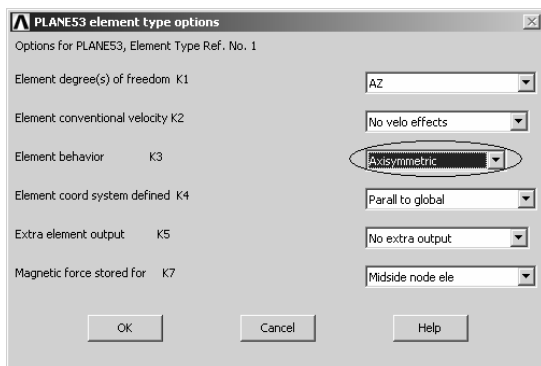 PLANE53 element type options
Options for PLANE53, Element Type Ref. No. 1
Element degree(s) of freedom K1 AZ
Element conventional velocity K2 No velo effects
Element behavior K3 Axisymmetric
Element coord system defined K4 Parall to global
Extra element output K5 No extra output
Magnetic force stored for K7 Midside node ele
OK Cancel Help